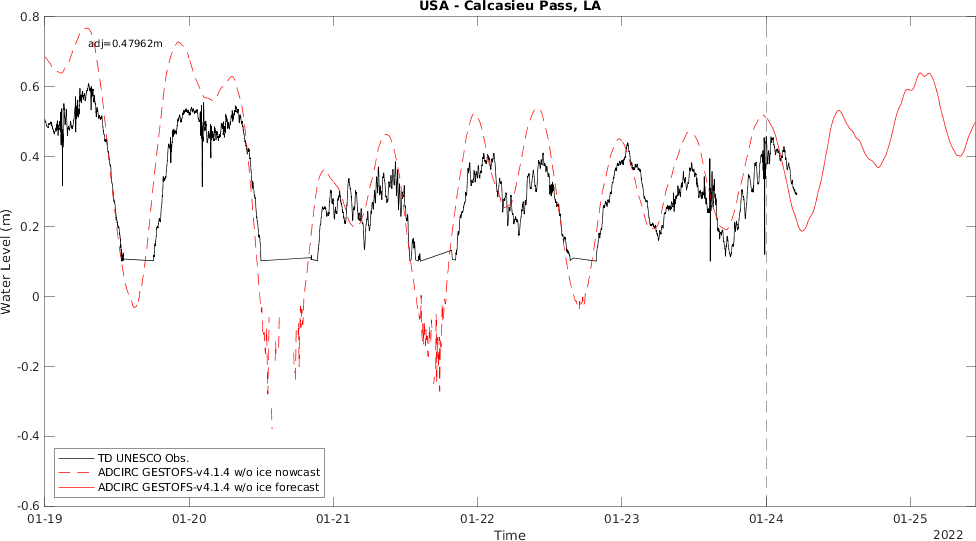 USA - Calcasieu Pass, LA
adj=0.47962m
Water Level (m)
0.8
0.6
0.4
0.2
0
-0.2
-0.4
-0.6
TD UNESCO Obs.
ADCIRC GESTOFS-v4.1.4 w/o ice nowcast
ADCIRC GESTOFS-v4.1.4 w/o ice forecast
01-19 01-20 01-21 01-22 01-23 01-24 01-25
Time
2022